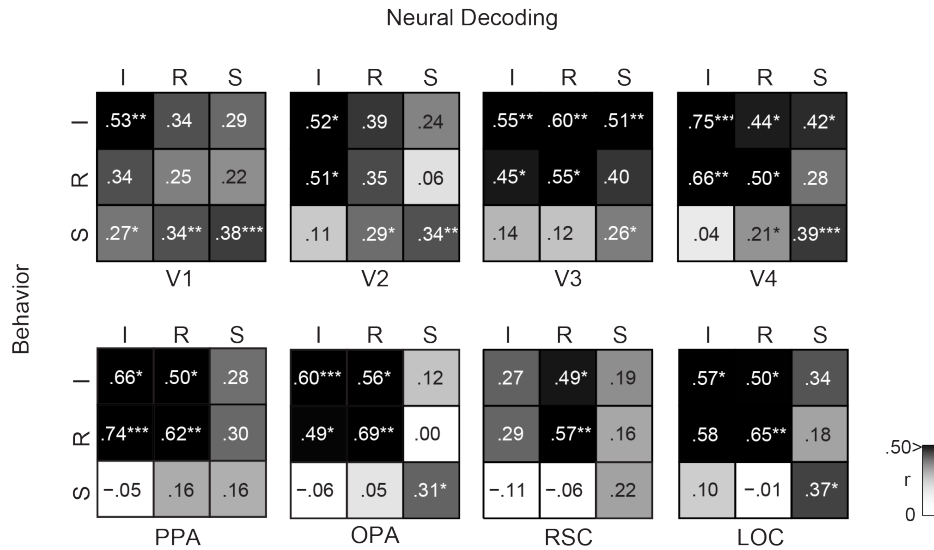 Neural Decoding
I R S I R S I R S I R S
I .53** .34 .29 .52* .39 .24 .55** .60** .51** .75*** .44* .42*
R .34 .25 .22 .51* .35 .06 .45* .55* .40 .66** .50* .28
S .27* .34** .38*** .11 .29* .34** .14 .12 .26* .04 .21* .39***
V1 V2 V3 V4
Behavior
I R S I R S I R S I R S
I .66* .50* .28 .60*** .56* .12 .27 .49* .19 .57* .50* .34
R .74*** .62** .30 .49* .69** .00 .29 .57** .16 .58 .65** .18
S −.05 .16 .16 −.06 .05 .31* −.11 −.06 .22 .10 −.01 .37*
PPA OPA RSC LOC
.50>
r
0